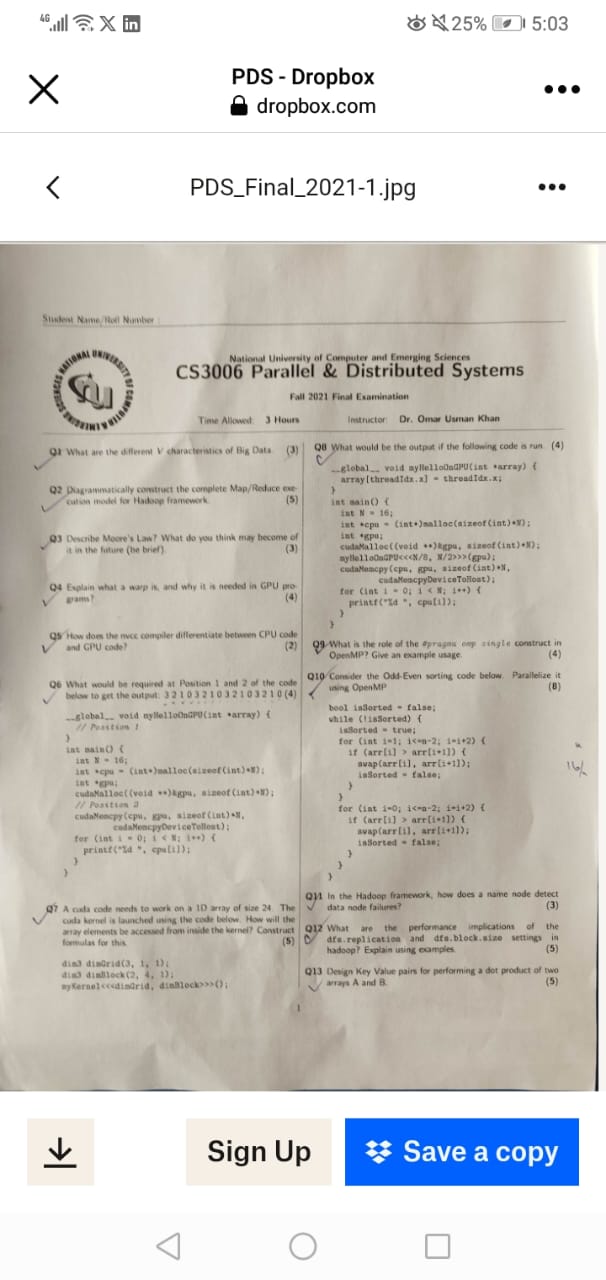 4G
25%
5:03
PDS - Dropbox
dropbox.com
PDS_Final_2021-1.jpg
Student Name/Roll Number :
National University of Computer and Emerging Sciences
CS3006 Parallel & Distributed Systems
Fall 2021 Final Examination
Time Allowed: 3 Hours
Instructor: Dr. Omar Usman Khan
Q1 What are the different V characteristics of Big Data. (3)
Q2 Diagrammatically construct the complete Map/Reduce exe-
cution model for Hadoop framework. (5)
Q3 Describe Moore's Law? What do you think may become of
it in the future (be brief). (3)
Q4 Explain what a warp is, and why it is needed in GPU pro-
grams? (4)
Q5 How does the nvcc compiler differentiate between CPU code
and GPU code? (2)
Q6 What would be required at Position 1 and 2 of the code
below to get the output: 3 2 1 0 3 2 1 0 3 2 1 0 3 2 1 0 (4)
__global__ void myHelloOnGPU(int *array) {
// Position 1
}
int main() {
int N = 16;
int *cpu = (int*)malloc(sizeof(int)*N);
int *gpu;
cudaMalloc((void **)&gpu, sizeof(int)*N);
// Position 2
cudaMemcpy(cpu, gpu, sizeof(int)*N,
cudaMemcpyDeviceToHost);
for (int i = 0; i < N; i++) {
printf("%d ", cpu[i]);
}
}
Q7 A cuda code needs to work on a 1D array of size 24. The
cuda kernel is launched using the code below. How will the
array elements be accessed from inside the kernel? Construct
formulas for this. (5)
dim3 dimGrid(3, 1, 1);
dim3 dimBlock(2, 4, 1);
myKernel<<<dimGrid, dimBlock>>>();
Q8 What would be the output if the following code is run. (4)
__global__ void myHelloOnGPU(int *array) {
array[threadIdx.x] = threadIdx.x;
}
int main() {
int N = 16;
int *cpu = (int*)malloc(sizeof(int)*N);
int *gpu;
cudaMalloc((void **)&gpu, sizeof(int)*N);
myHelloOnGPU<<<N/8, N/2>>>(gpu);
cudaMemcpy(cpu, gpu, sizeof(int)*N,
cudaMemcpyDeviceToHost);
for (int i = 0; i < N; i++) {
printf("%d ", cpu[i]);
}
}
Q9 What is the role of the #pragma omp single construct in
OpenMP? Give an example usage. (4)
Q10 Consider the Odd-Even sorting code below. Parallelize it
using OpenMP (8)
bool isSorted = false;
while (!isSorted) {
isSorted = true;
for (int i=1; i<=n-2; i=i+2) {
if (arr[i] > arr[i+1]) {
swap(arr[i], arr[i+1]);
isSorted = false;
}
}
for (int i=0; i<=n-2; i=i+2) {
if (arr[i] > arr[i+1]) {
swap(arr[i], arr[i+1]);
isSorted = false;
}
}
}
Q11 In the Hadoop framework, how does a name node detect
data node failures? (3)
Q12 What are the performance implications of the
dfs.replication and dfs.block.size settings in
hadoop? Explain using examples. (5)
Q13 Design Key Value pairs for performing a dot product of two
arrays A and B. (5)
1
Sign Up
Save a copy